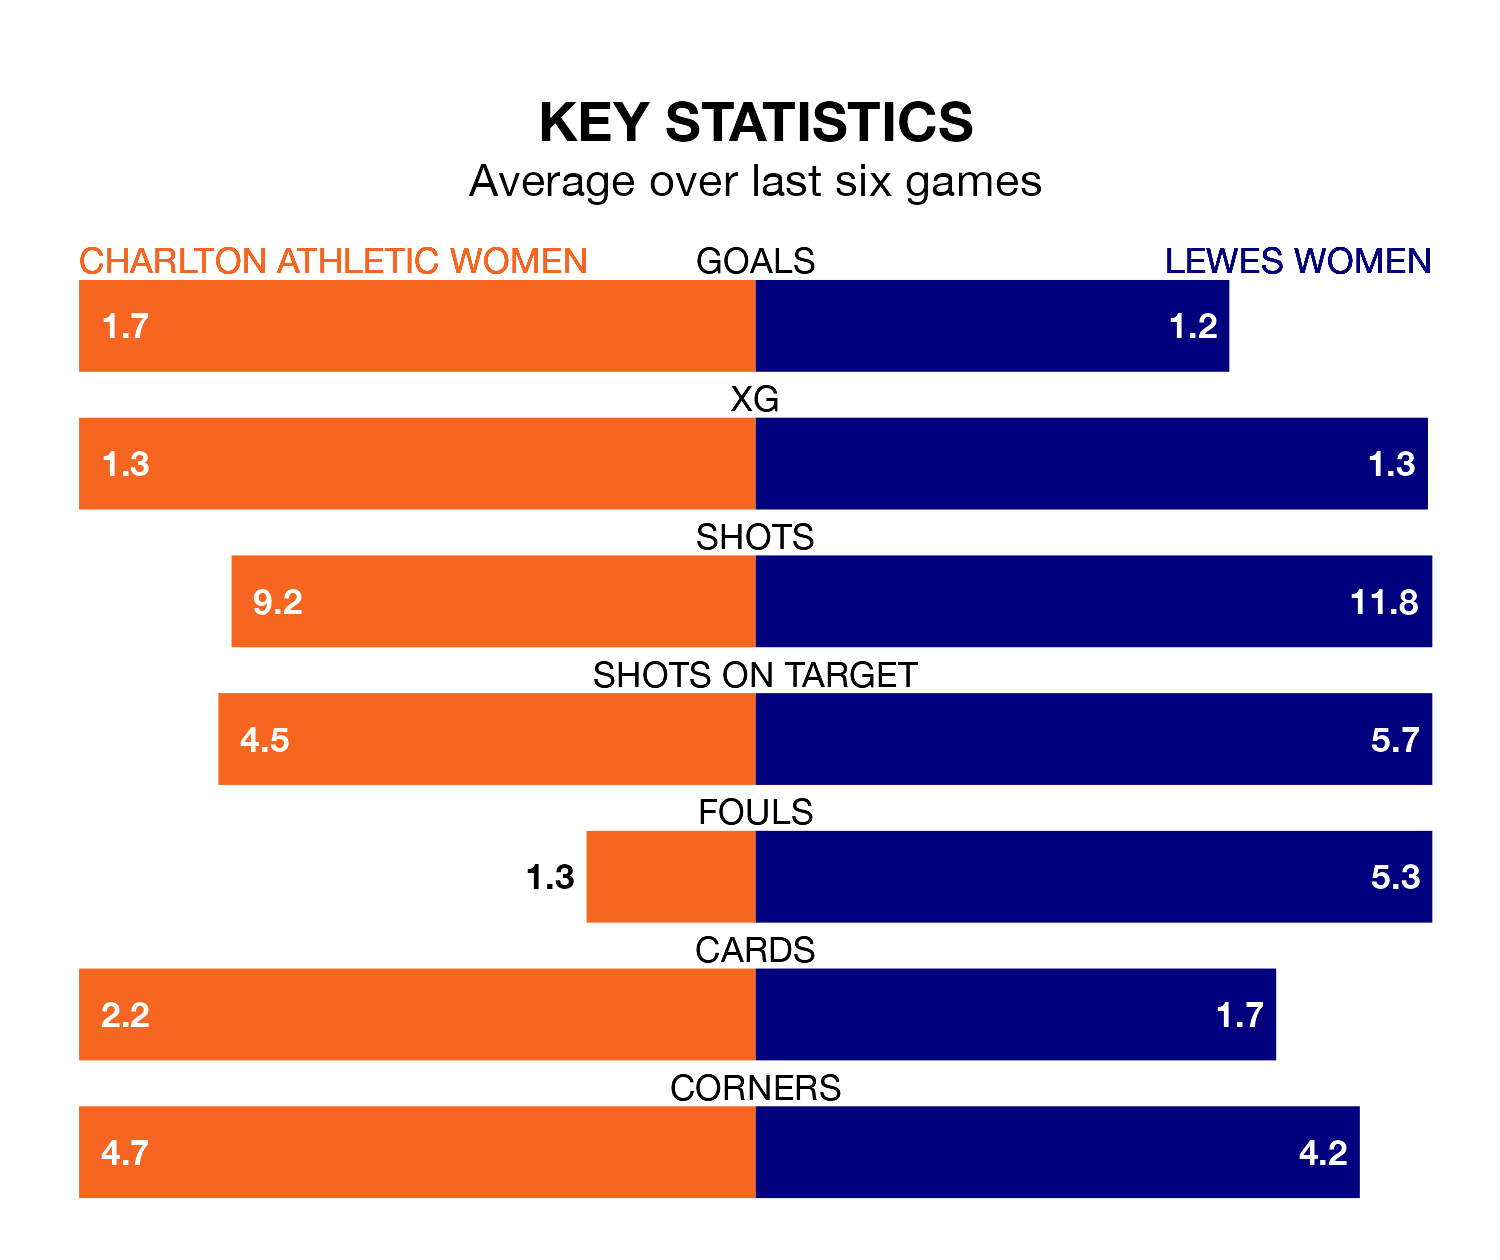 KEY STATISTICS
Average over last six games
CHARLTON ATHLETIC WOMEN GOALS LEWES WOMEN
1.7 1.2
XG
1.3 1.3
SHOTS
9.2 11.8
SHOTS ON TARGET
4.5 5.7
FOULS
1.3 5.3
CARDS
2.2 1.7
CORNERS
4.7 4.2